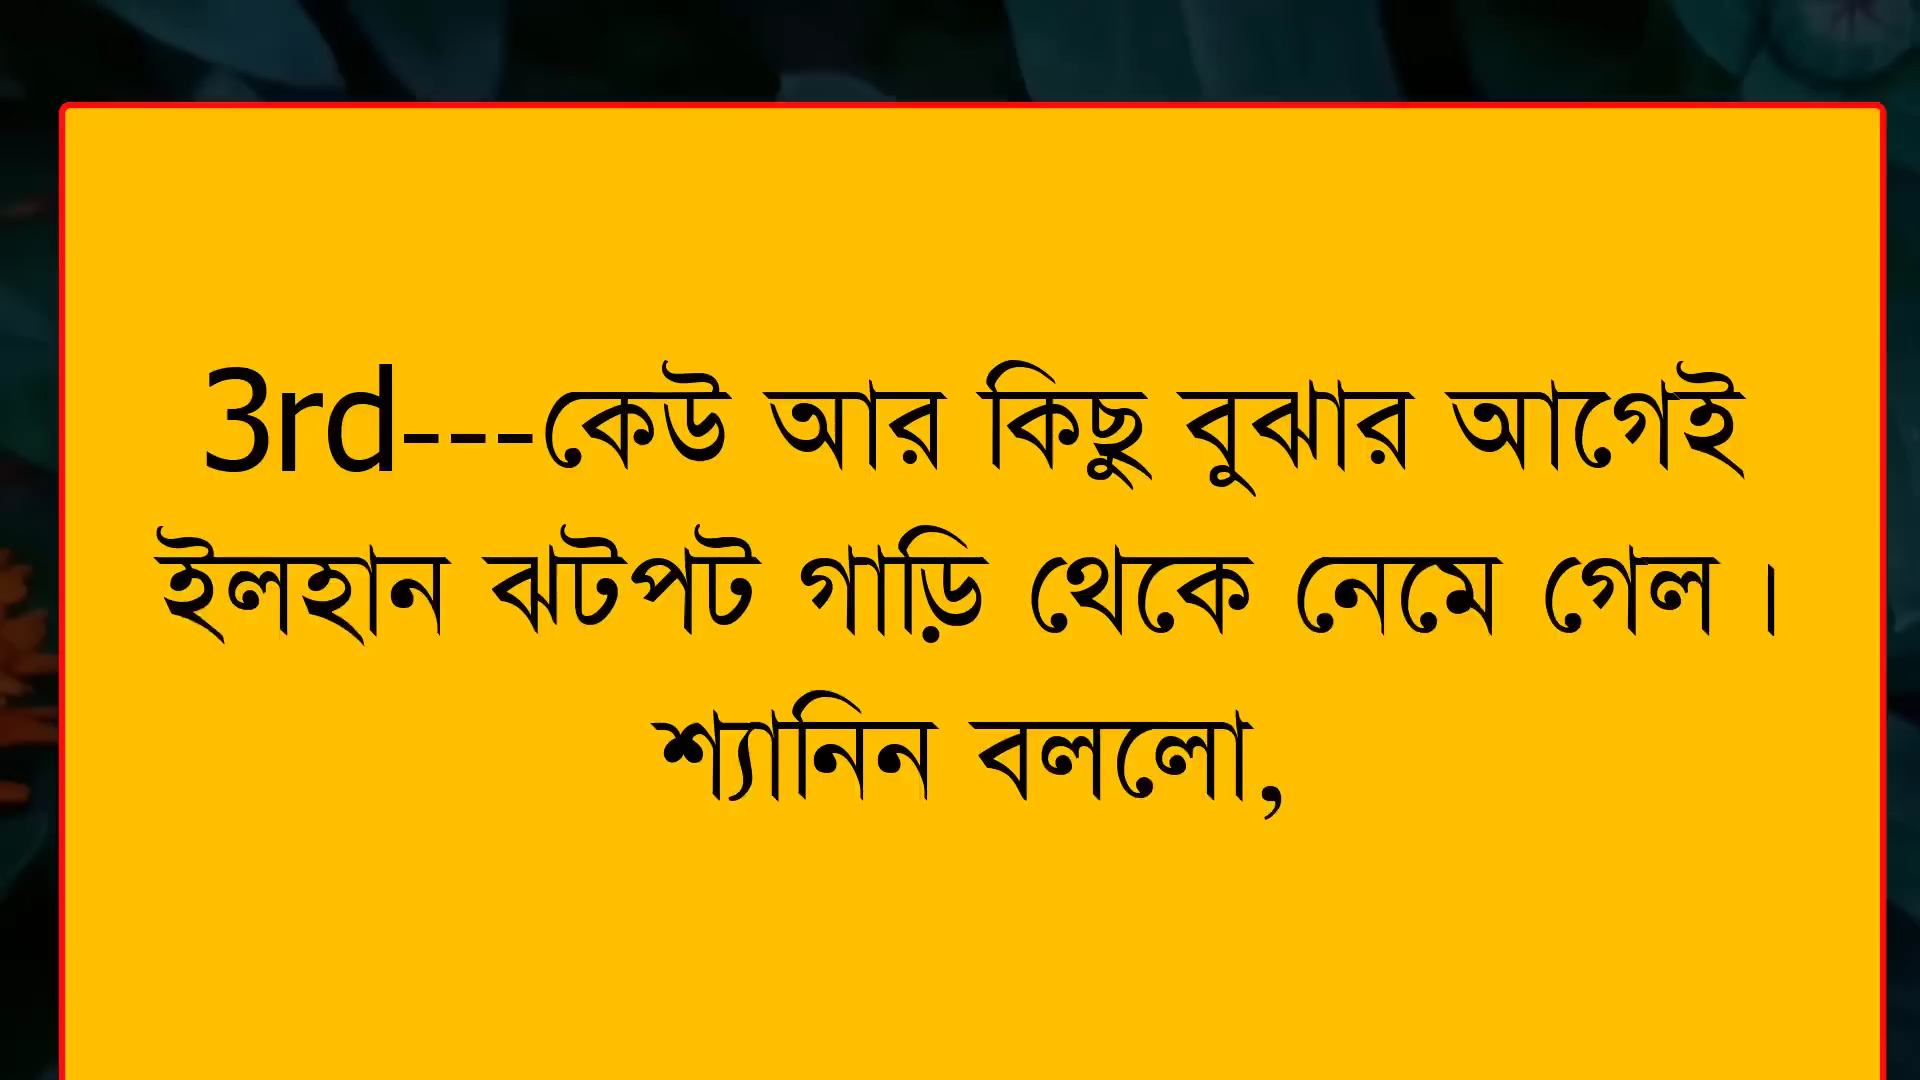 3rd---কেউ আর কিছু বুঝার আগেই
ইলহান ঝটপট গাড়ি থেকে নেমে গেল ।
শ্যানিন বললো,